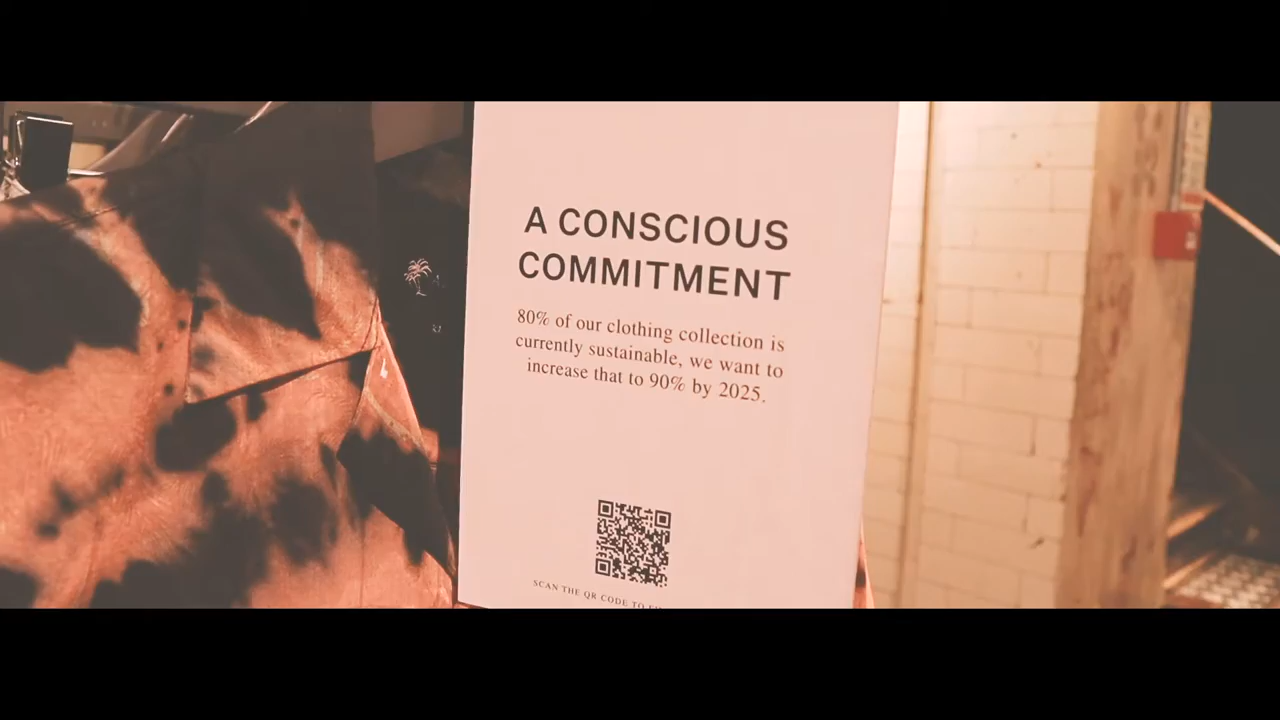 A CONSCIOUS
COMMITMENT
80% of our clothing collection is
currently sustainable, we want to
increase that to 90% by 2025.
SCAN THE QR CODE TO